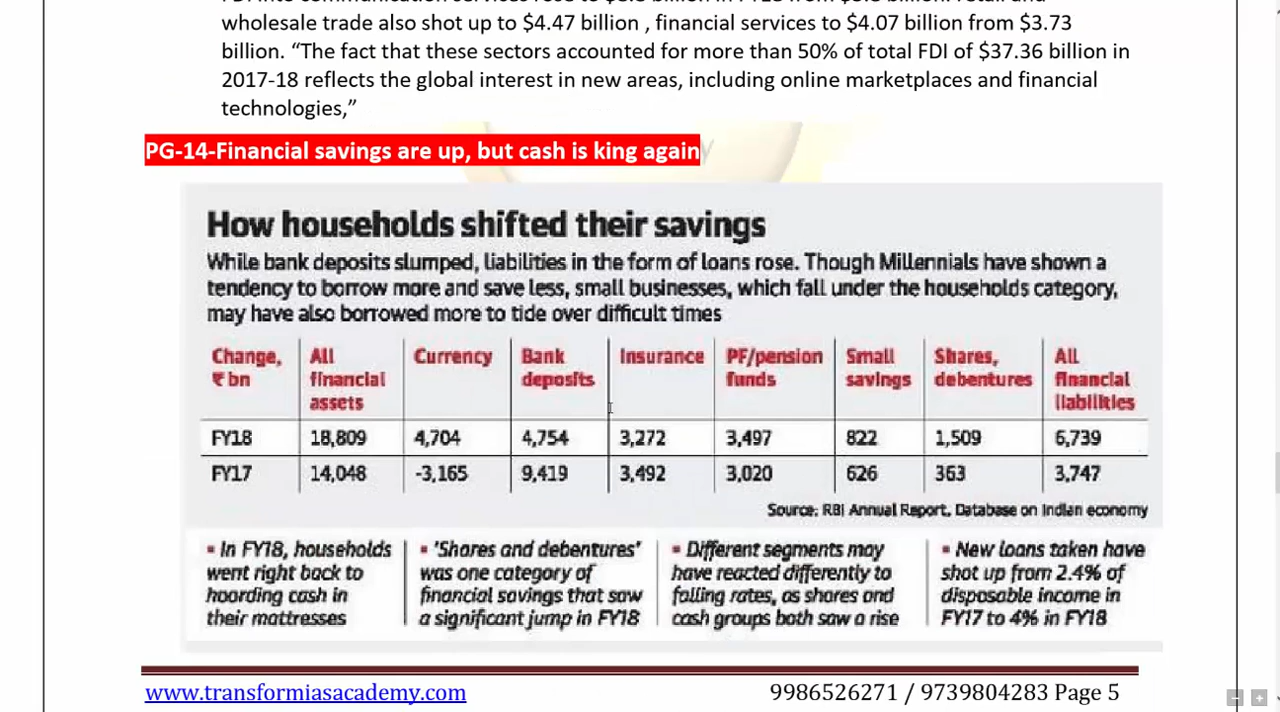 wholesale trade also shot up to $4.47 billion , financial services to $4.07 billion from $3.73
billion. “The fact that these sectors accounted for more than 50% of total FDI of $37.36 billion in
2017-18 reflects the global interest in new areas, including online marketplaces and financial
technologies,”
PG-14-Financial savings are up, but cash is king again
How households shifted their savings
While bank deposits slumped, liabilities in the form of loans rose. Though Millennials have shown a
tendency to borrow more and save less, small businesses, which fall under the households category,
may have also borrowed more to tide over difficult times
Change, ₹ bn All financial assets Currency Bank deposits Insurance PF/pension funds Small savings Shares, debentures All financial liabilities
FY18 18,809 4,704 4,754 3,272 3,497 822 1,509 6,739
FY17 14,048 -3,165 9,419 3,492 3,020 626 363 3,747
Source: RBI Annual Report, Database on Indian economy
▪ In FY18, households
went right back to
hoarding cash in
their mattresses
▪ 'Shares and debentures'
was one category of
financial savings that saw
a significant jump in FY18
▪ Different segments may
have reacted differently to
falling rates, as shares and
cash groups both saw a rise
▪ New loans taken have
shot up from 2.4% of
disposable income in
FY17 to 4% in FY18
www.transformiasacademy.com 9986526271 / 9739804283 Page 5